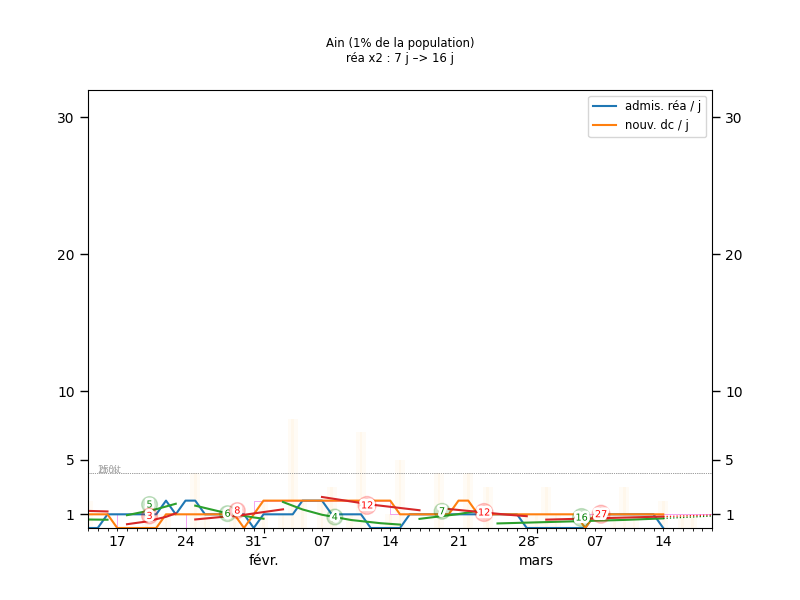 Ain (1% de la population)
réa x2 : 7 j –> 16 j
admis. réa / j
nouv. dc / j
30 30
20 20
10 10
5 5
1 1
5 3 6 8 4 12 7 12 16 27
17 24 31 07 14 21 28 07 14
févr. mars